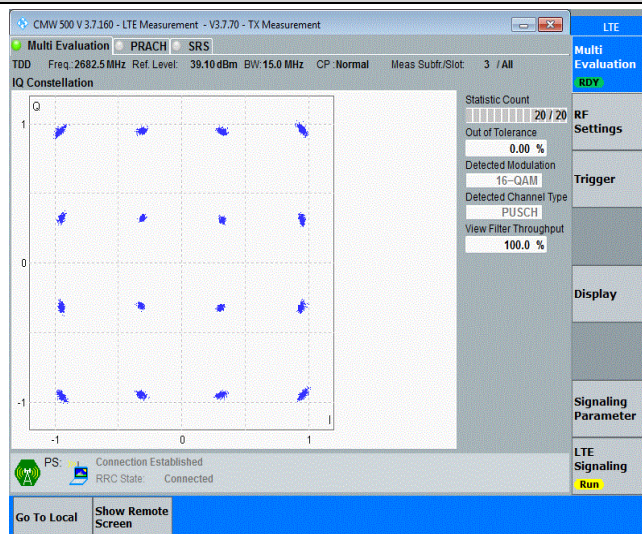 CMW 500 V 3.7.160 - LTE Measurement - V3.7.70 - TX Measurement
LTE
Multi Evaluation PRACH SRS
TDD Freq.:2682.5 MHz Ref. Level: 39.10 dBm BW:15.0 MHz CP :Normal Meas Subfr./Slot: 3 / All
IQ Constellation
Q
1
0
-1
-1 0 1
I
Statistic Count
20 / 20
Out of Tolerance
0.00 %
Detected Modulation
16-QAM
Detected Channel Type
PUSCH
View Filter Throughput
100.0 %
Multi
Evaluation
RDY
RF
Settings
Trigger
Display
Signaling
Parameter
LTE
Signaling
Run
PS: Connection Established
RRC State: Connected
Go To Local
Show Remote
Screen